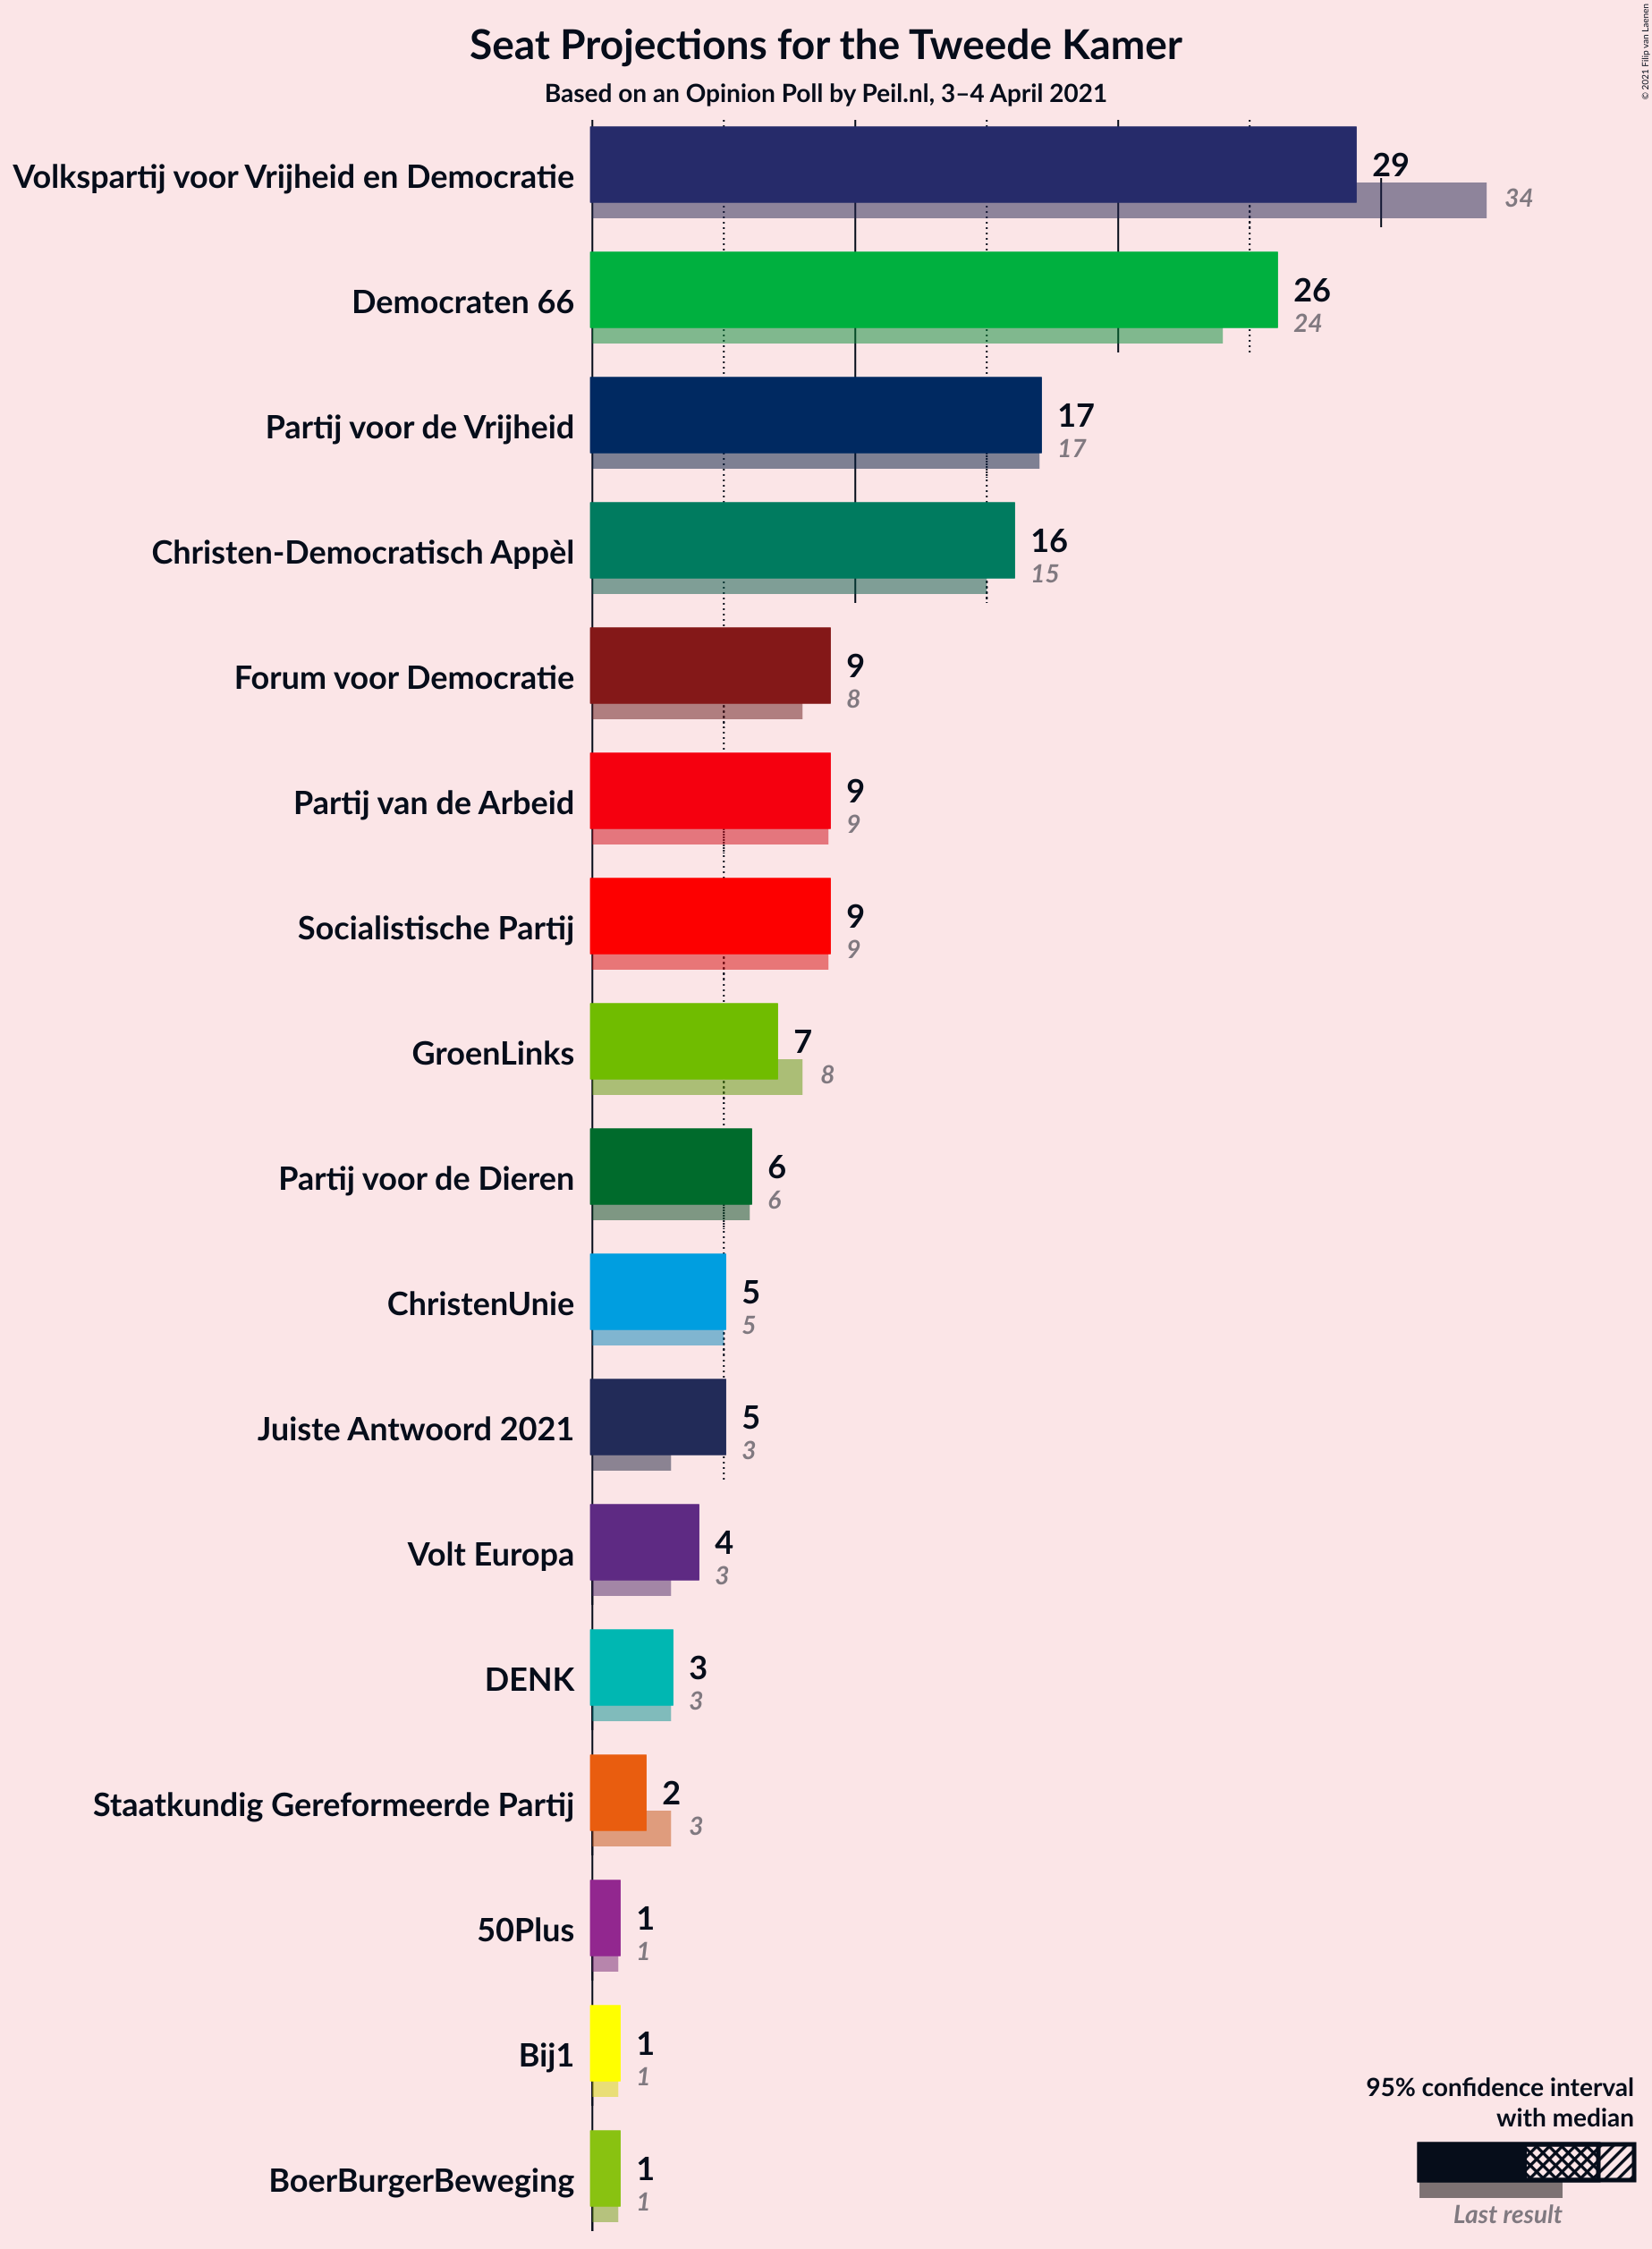 Seat Projections for the Tweede Kamer
Based on an Opinion Poll by Peil.nl, 3–4 April 2021
© 2021 Filip van Laenen
Volkspartij voor Vrijheid en Democratie
29
34
Democraten 66
26
24
Partij voor de Vrijheid
17
17
Christen-Democratisch Appèl
16
15
Forum voor Democratie
9
8
Partij van de Arbeid
9
9
Socialistische Partij
9
9
GroenLinks
7
8
Partij voor de Dieren
6
6
ChristenUnie
5
5
Juiste Antwoord 2021
5
3
Volt Europa
4
3
DENK
3
3
Staatkundig Gereformeerde Partij
2
3
50Plus
1
1
Bij1
1
1
BoerBurgerBeweging
1
1
95% confidence interval
with median
Last result